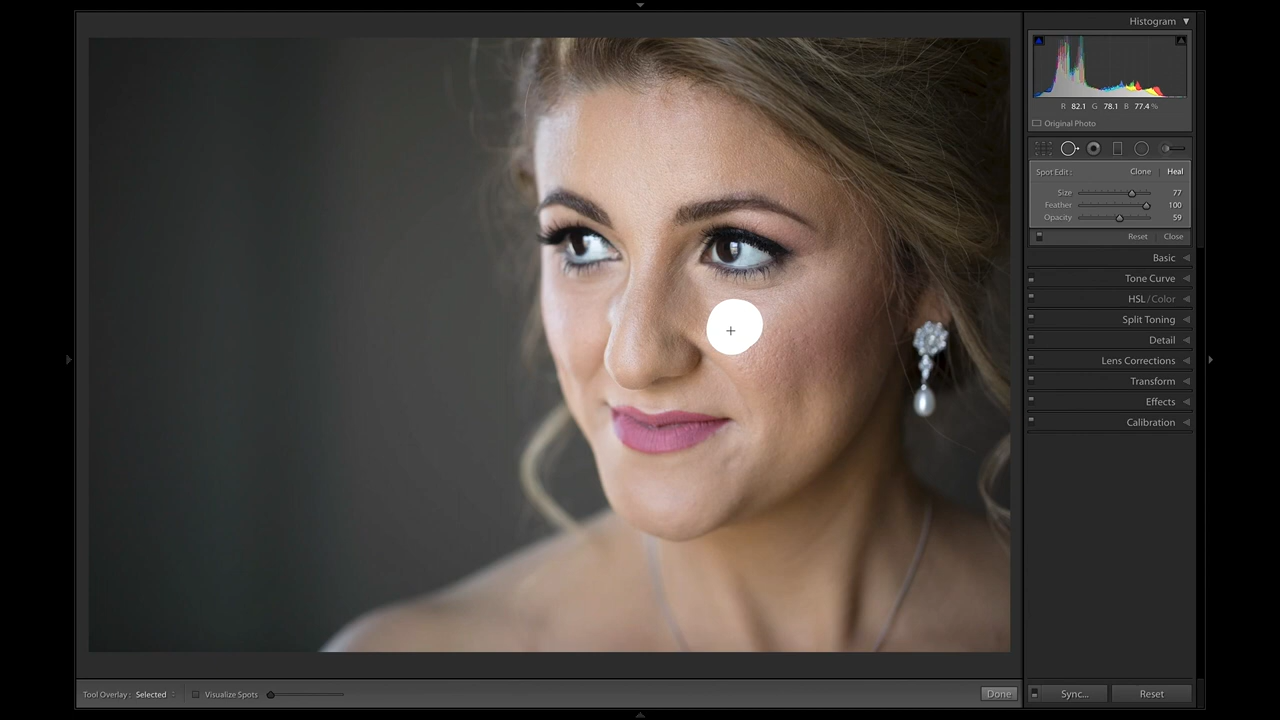 Histogram
R 82.1 G 78.1 B 77.4 %
Original Photo
Spot Edit : Clone | Heal
Size 77
Feather 100
Opacity 59
Reset Close
Basic
Tone Curve
HSL / Color
Split Toning
Detail
Lens Corrections
Transform
Effects
Calibration
Tool Overlay : Selected Visualize Spots Done
Sync... Reset